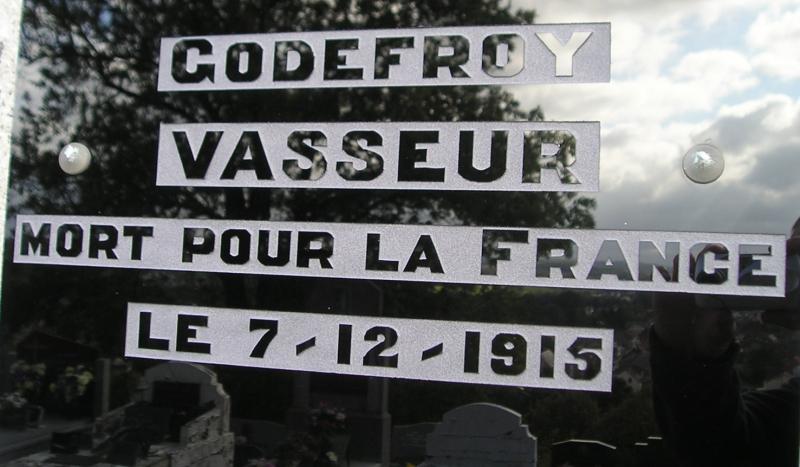 GODEFROY
VASSEUR
MORT POUR LA FRANCE
LE 7-12-1915